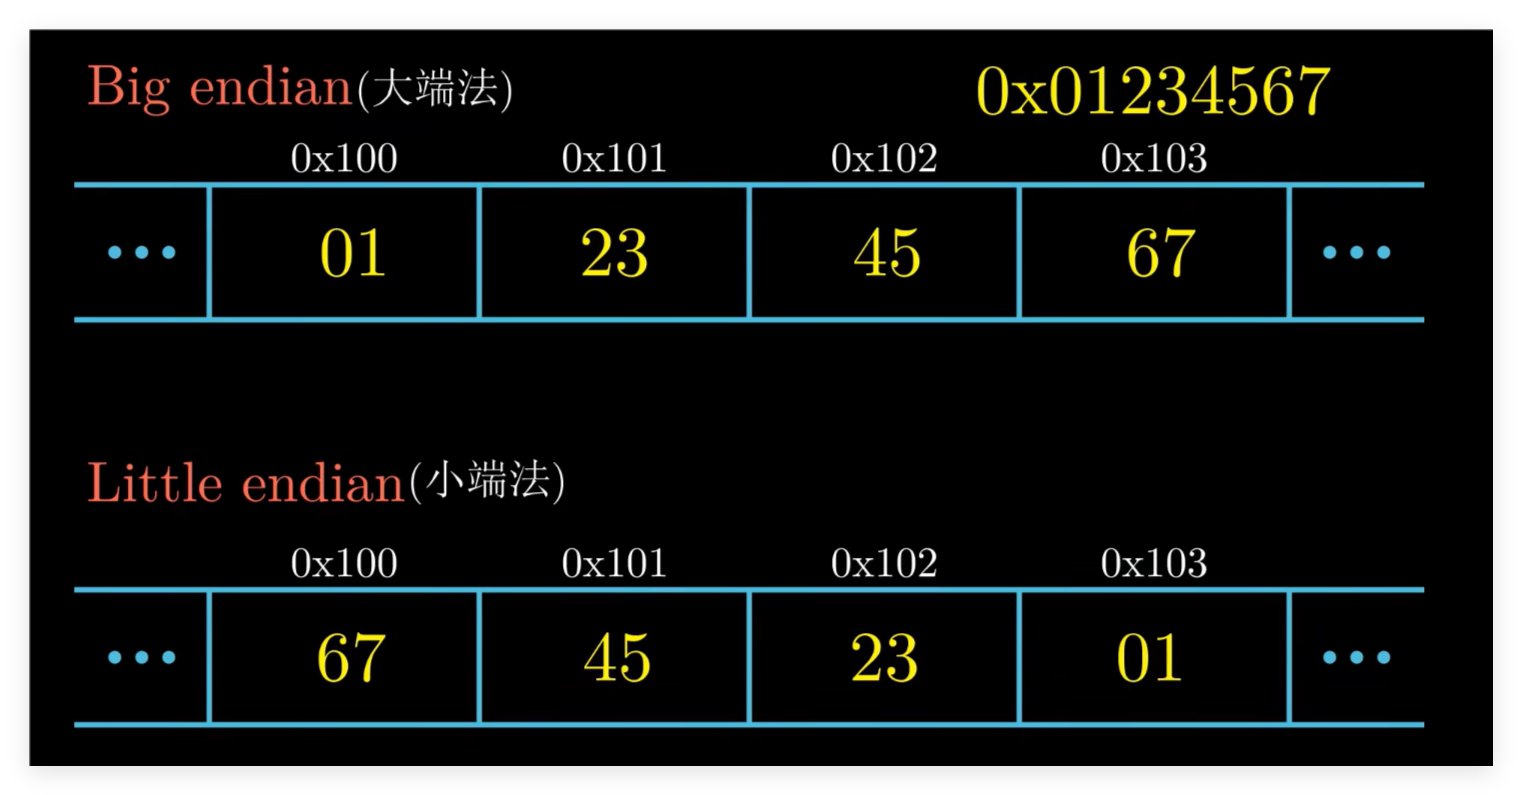 Big endian(大端法)
0x01234567
0x100 0x101 0x102 0x103
... 01 23 45 67 ...
Little endian(小端法)
0x100 0x101 0x102 0x103
... 67 45 23 01 ...